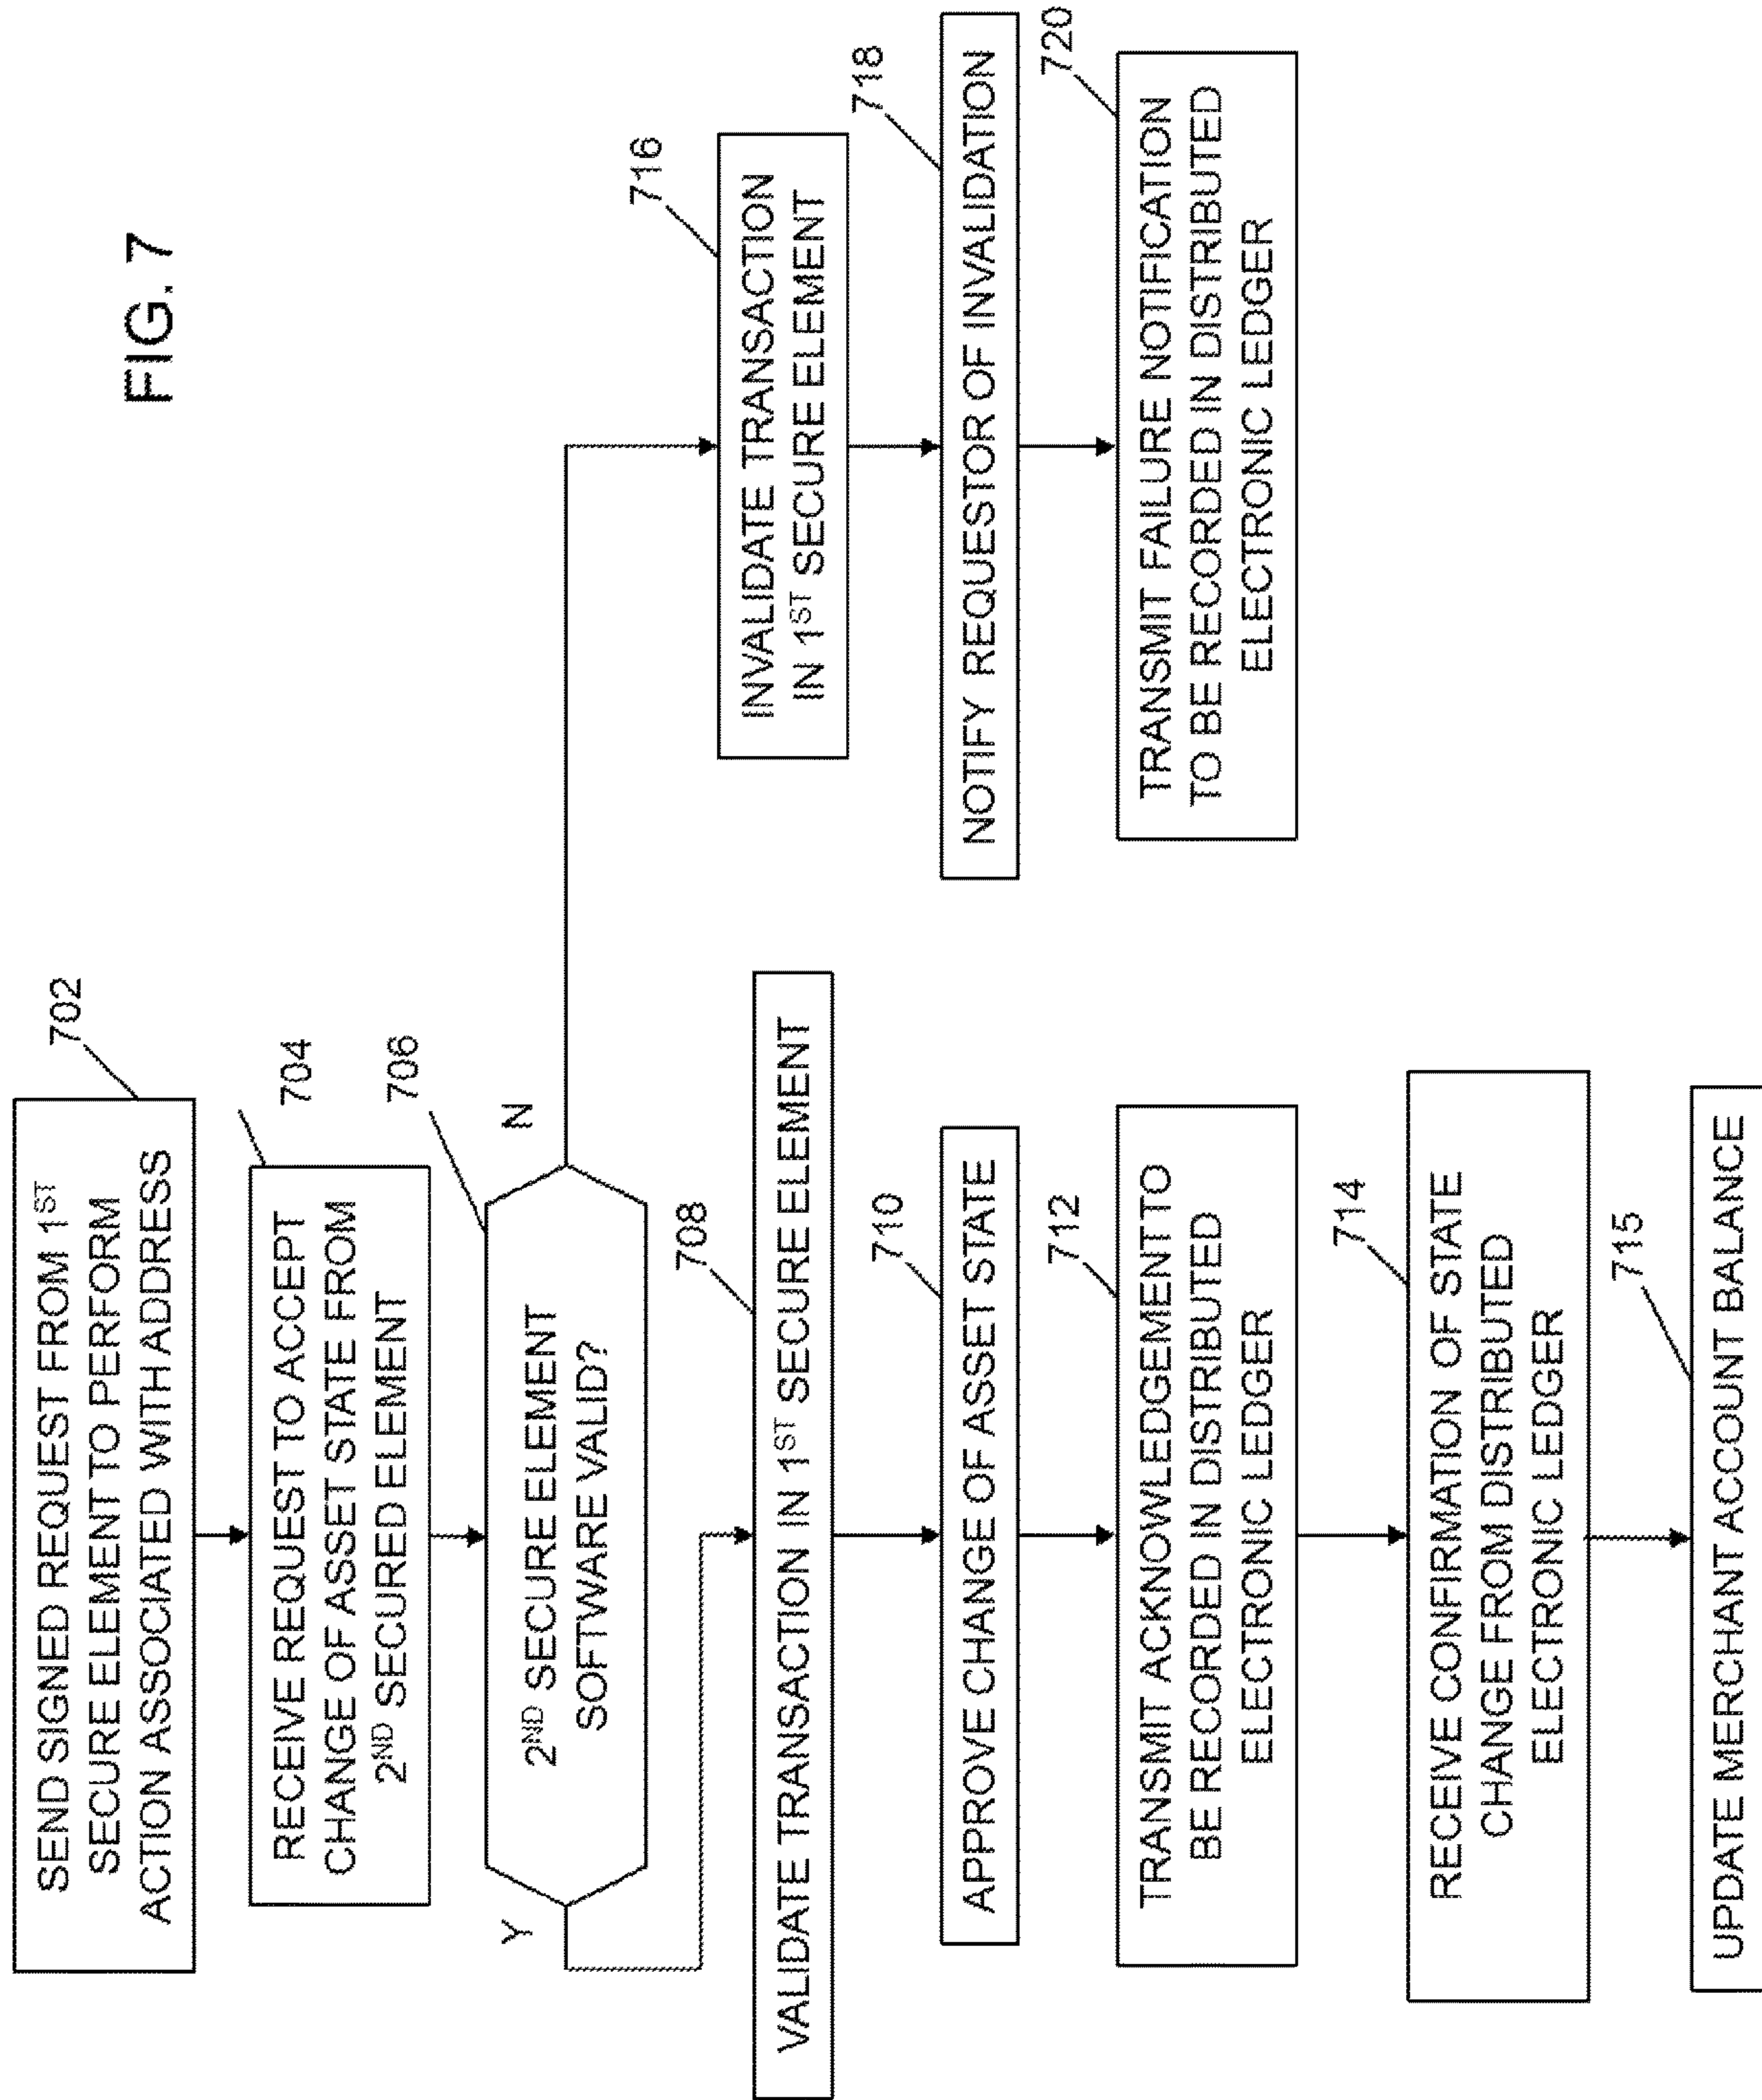 FIG. 7
702
SEND SIGNED REQUEST FROM 1ST
SECURE ELEMENT TO PERFORM
ACTION ASSOCIATED WITH ADDRESS
704
RECEIVE REQUEST TO ACCEPT
CHANGE OF ASSET STATE FROM
2ND SECURED ELEMENT
706
2ND SECURE ELEMENT
SOFTWARE VALID?
Y
N
708
VALIDATE TRANSACTION IN 1ST SECURE ELEMENT
710
APPROVE CHANGE OF ASSET STATE
712
TRANSMIT ACKNOWLEDGEMENT TO
BE RECORDED IN DISTRIBUTED
ELECTRONIC LEDGER
714
RECEIVE CONFIRMATION OF STATE
CHANGE FROM DISTRIBUTED
ELECTRONIC LEDGER
715
UPDATE MERCHANT ACCOUNT BALANCE
716
INVALIDATE TRANSACTION
IN 1ST SECURE ELEMENT
718
NOTIFY REQUESTOR OF INVALIDATION
720
TRANSMIT FAILURE NOTIFICATION
TO BE RECORDED IN DISTRIBUTED
ELECTRONIC LEDGER